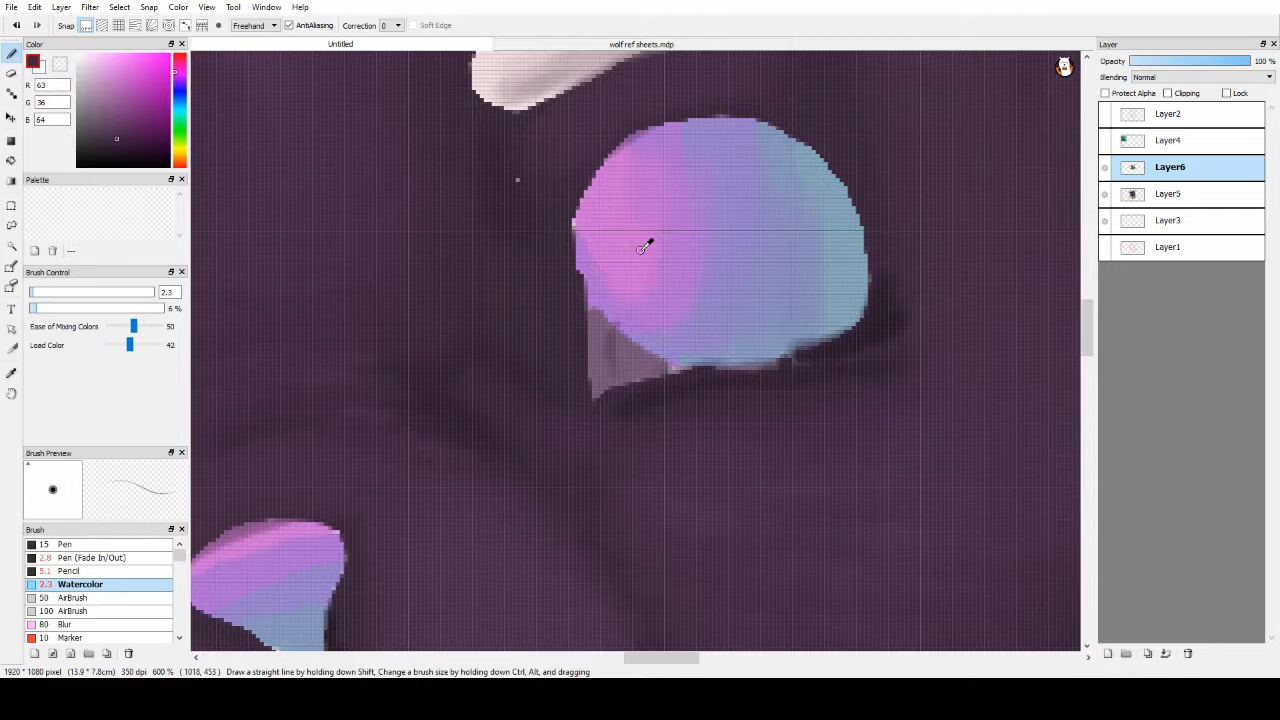 File Edit Layer Filter Select Snap Color View Tool Window Help
Snap Freehand AntiAliasing Correction 0 Soft Edge
Untitled wolf ref sheets.mdp
Color
R 63
G 36
B 64
Palette
---
Brush Control
2.3
6 %
Ease of Mixing Colors 50
Load Color 42
Brush Preview
Brush
15 Pen
2.8 Pen (Fade In/Out)
5.1 Pencil
2.3 Watercolor
50 AirBrush
100 AirBrush
80 Blur
10 Marker
Layer
Opacity 100 %
Blending Normal
Protect Alpha Clipping Lock
Layer2
Layer4
Layer6
Layer5
Layer3
Layer1
1920 * 1080 pixel (13.9 * 7.8cm) 350 dpi 600 % ( 1018, 453) Draw a straight line by holding down Shift, Change a brush size by holding down Ctrl, Alt, and dragging